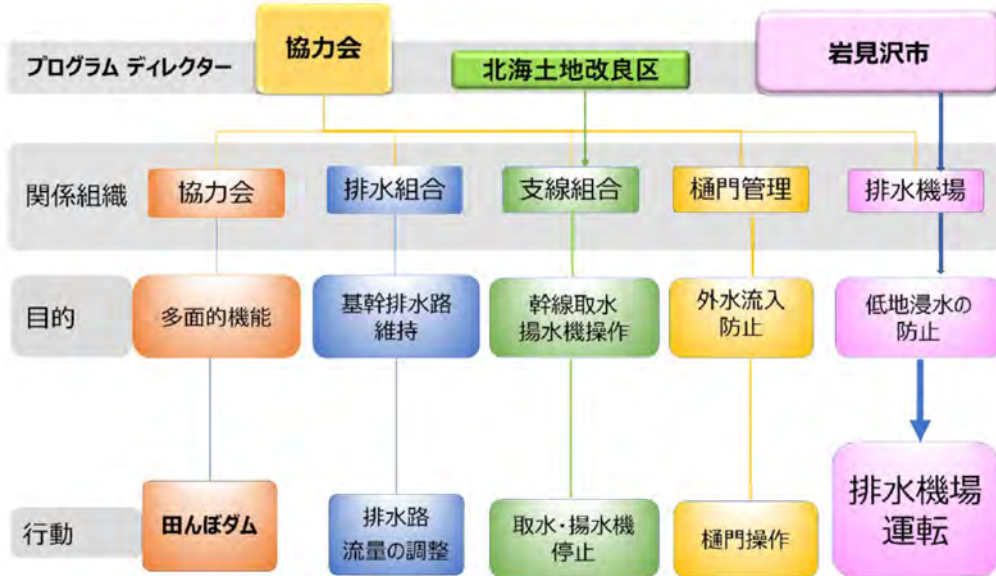 プログラム ディレクター
協力会
北海土地改良区
岩見沢市
関係組織
協力会
排水組合
支線組合
樋門管理
排水機場
目的
多面的機能
基幹排水路
維持
幹線取水
揚水機操作
外水流入
防止
低地浸水の
防止
行動
田んぼダム
排水路
流量の調整
取水・揚水機
停止
樋門操作
排水機場
運転